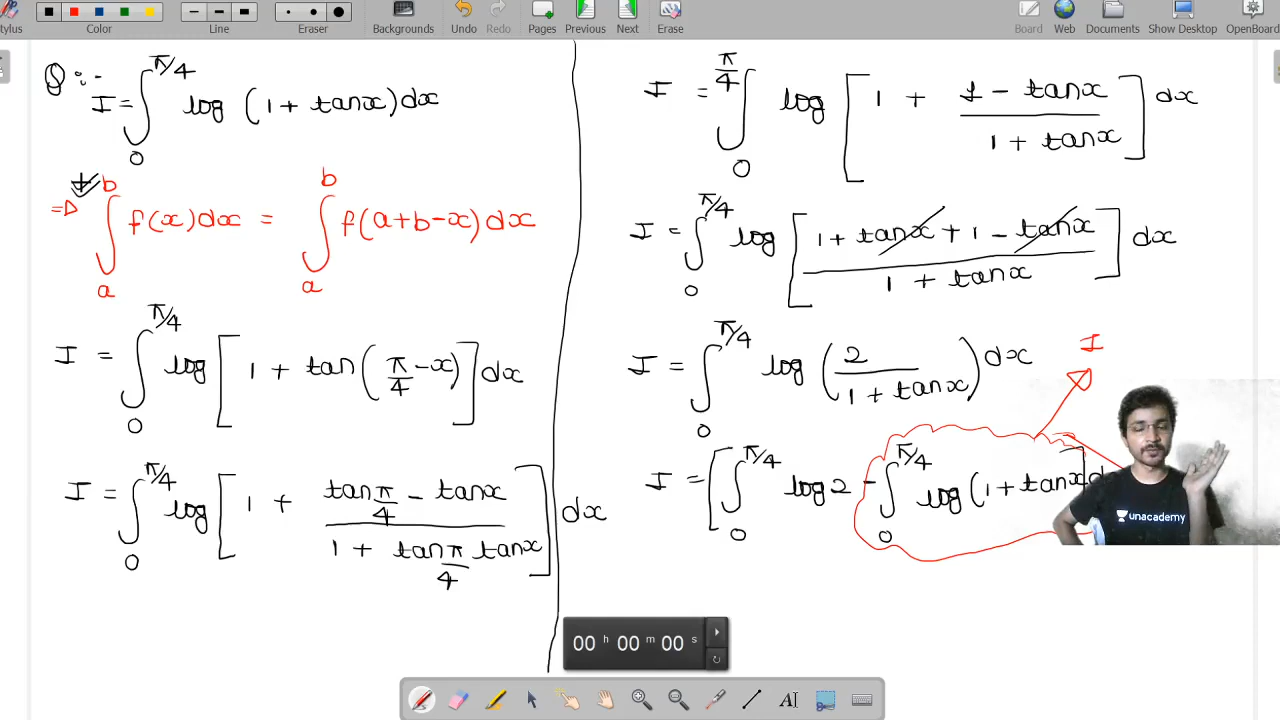 Stylus Color Line Eraser Backgrounds Undo Redo Pages Previous Next Erase Board Web Documents Show Desktop OpenBoard
Q :-
I = ∫₀^{π/4} log (1 + tanx) dx
⇒ ∫ₐᵇ f(x)dx = ∫ₐᵇ f(a+b-x) dx
I = ∫₀^{π/4} log [1 + tan(π/4 - x)] dx
I = ∫₀^{π/4} log [1 + (tan π/4 - tanx)/(1 + tan π/4 tanx)] dx
I = ∫₀^{π/4} log [1 + (1 - tanx)/(1 + tanx)] dx
I = ∫₀^{π/4} log [(1 + tanx + 1 - tanx)/(1 + tanx)] dx
I = ∫₀^{π/4} log (2/(1 + tanx)) dx
I
I = [∫₀^{π/4} log 2 - ∫₀^{π/4} log (1 + tanx] d
unacademy
00 h 00 m 00 s